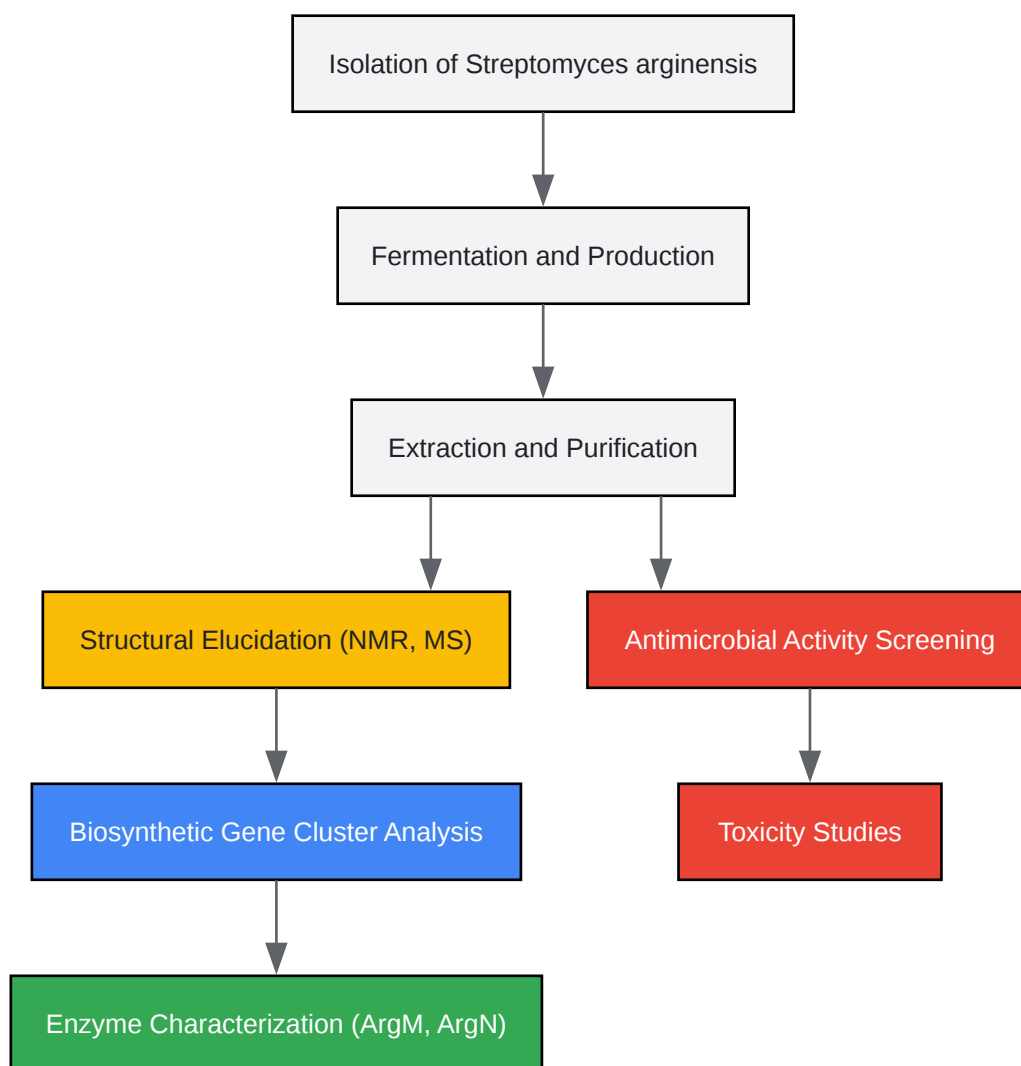 Isolation of Streptomyces arginensis
Fermentation and Production
Extraction and Purification
Structural Elucidation (NMR, MS)
Antimicrobial Activity Screening
Biosynthetic Gene Cluster Analysis
Toxicity Studies
Enzyme Characterization (ArgM, ArgN)